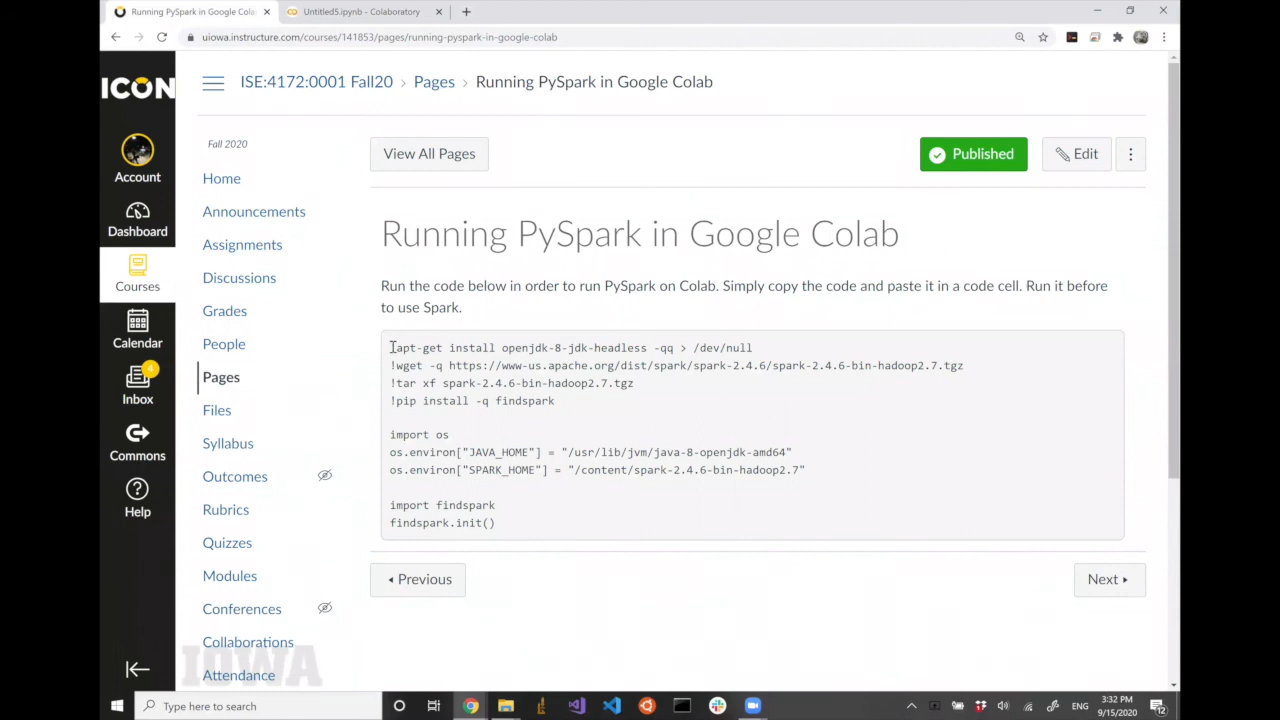 Running PySpark in Google Cola
Untitled5.ipynb - Colaboratory
uiowa.instructure.com/courses/141853/pages/running-pyspark-in-google-colab
ICON
Account
Dashboard
Courses
Calendar
4
Inbox
Commons
Help
ISE:4172:0001 Fall20 › Pages › Running PySpark in Google Colab
Fall 2020
Home
Announcements
Assignments
Discussions
Grades
People
Pages
Files
Syllabus
Outcomes
Rubrics
Quizzes
Modules
Conferences
Collaborations
Attendance
IOWA
View All Pages
Published
Edit
Running PySpark in Google Colab
Run the code below in order to run PySpark on Colab. Simply copy the code and paste it in a code cell. Run it before
to use Spark.
!apt-get install openjdk-8-jdk-headless -qq > /dev/null
!wget -q https://www-us.apache.org/dist/spark/spark-2.4.6/spark-2.4.6-bin-hadoop2.7.tgz
!tar xf spark-2.4.6-bin-hadoop2.7.tgz
!pip install -q findspark
import os
os.environ["JAVA_HOME"] = "/usr/lib/jvm/java-8-openjdk-amd64"
os.environ["SPARK_HOME"] = "/content/spark-2.4.6-bin-hadoop2.7"
import findspark
findspark.init()
Previous
Next
Type here to search
ENG
3:32 PM
9/15/2020
12